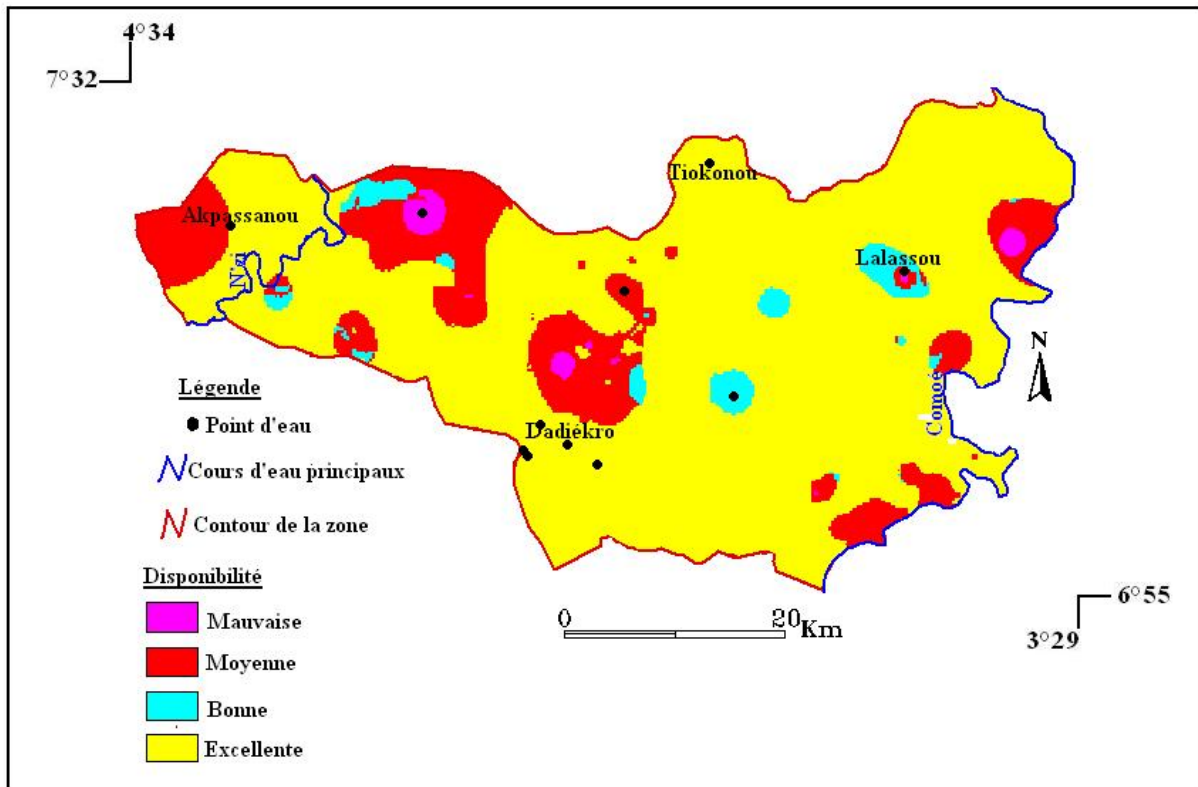 4°34
7°32
Tiokonou
Akpassanou
N'zi
Lalassou
N
Comoé
Dadiékro
Légende
Point d'eau
Cours d'eau principaux
Contour de la zone
Disponibilité
Mauvaise
Moyenne
Bonne
Excellente
0 20 Km
6°55
3°29